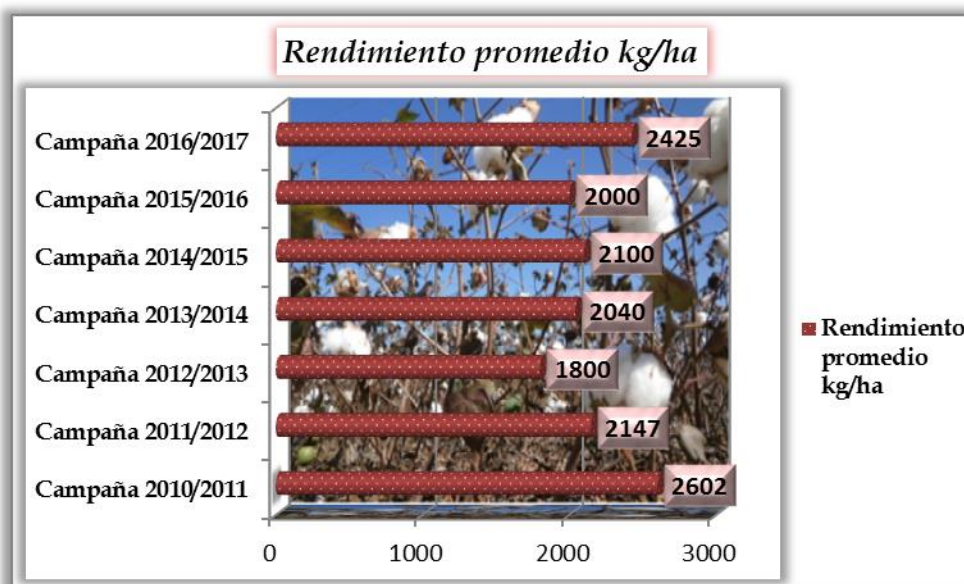 Rendimiento promedio kg/ha
Campaña 2016/2017
2425
Campaña 2015/2016
2000
Campaña 2014/2015
2100
Campaña 2013/2014
2040
Campaña 2012/2013
1800
Campaña 2011/2012
2147
Campaña 2010/2011
2602
0
1000
2000
3000
Rendimiento
promedio
kg/ha